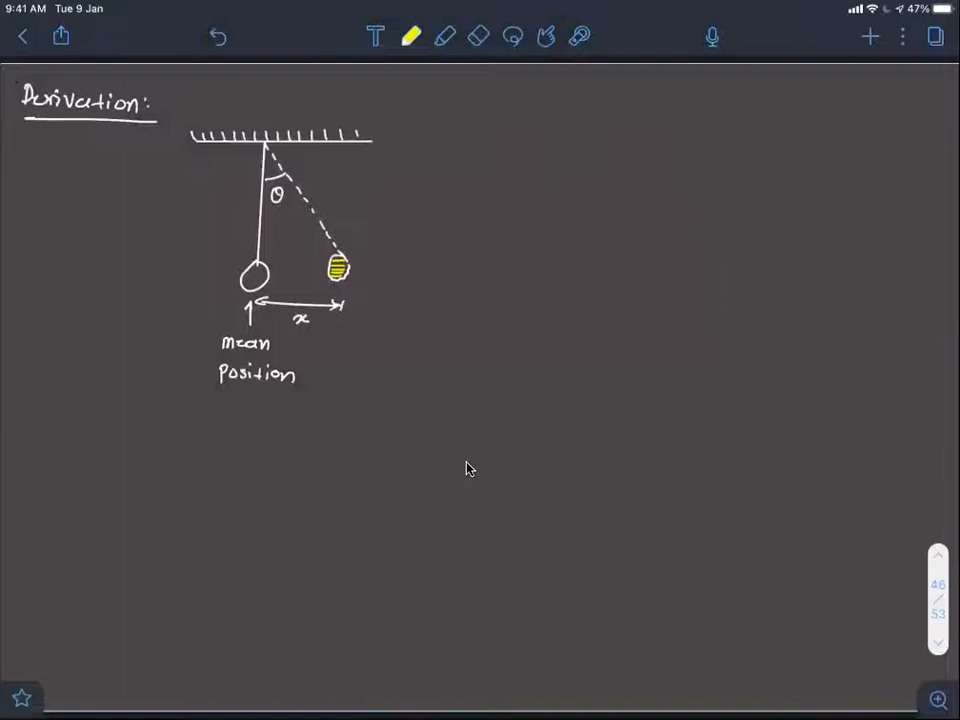 9:41 AM Tue 9 Jan
47%
T
Derivation:
θ
x
mean
position
46
/
53